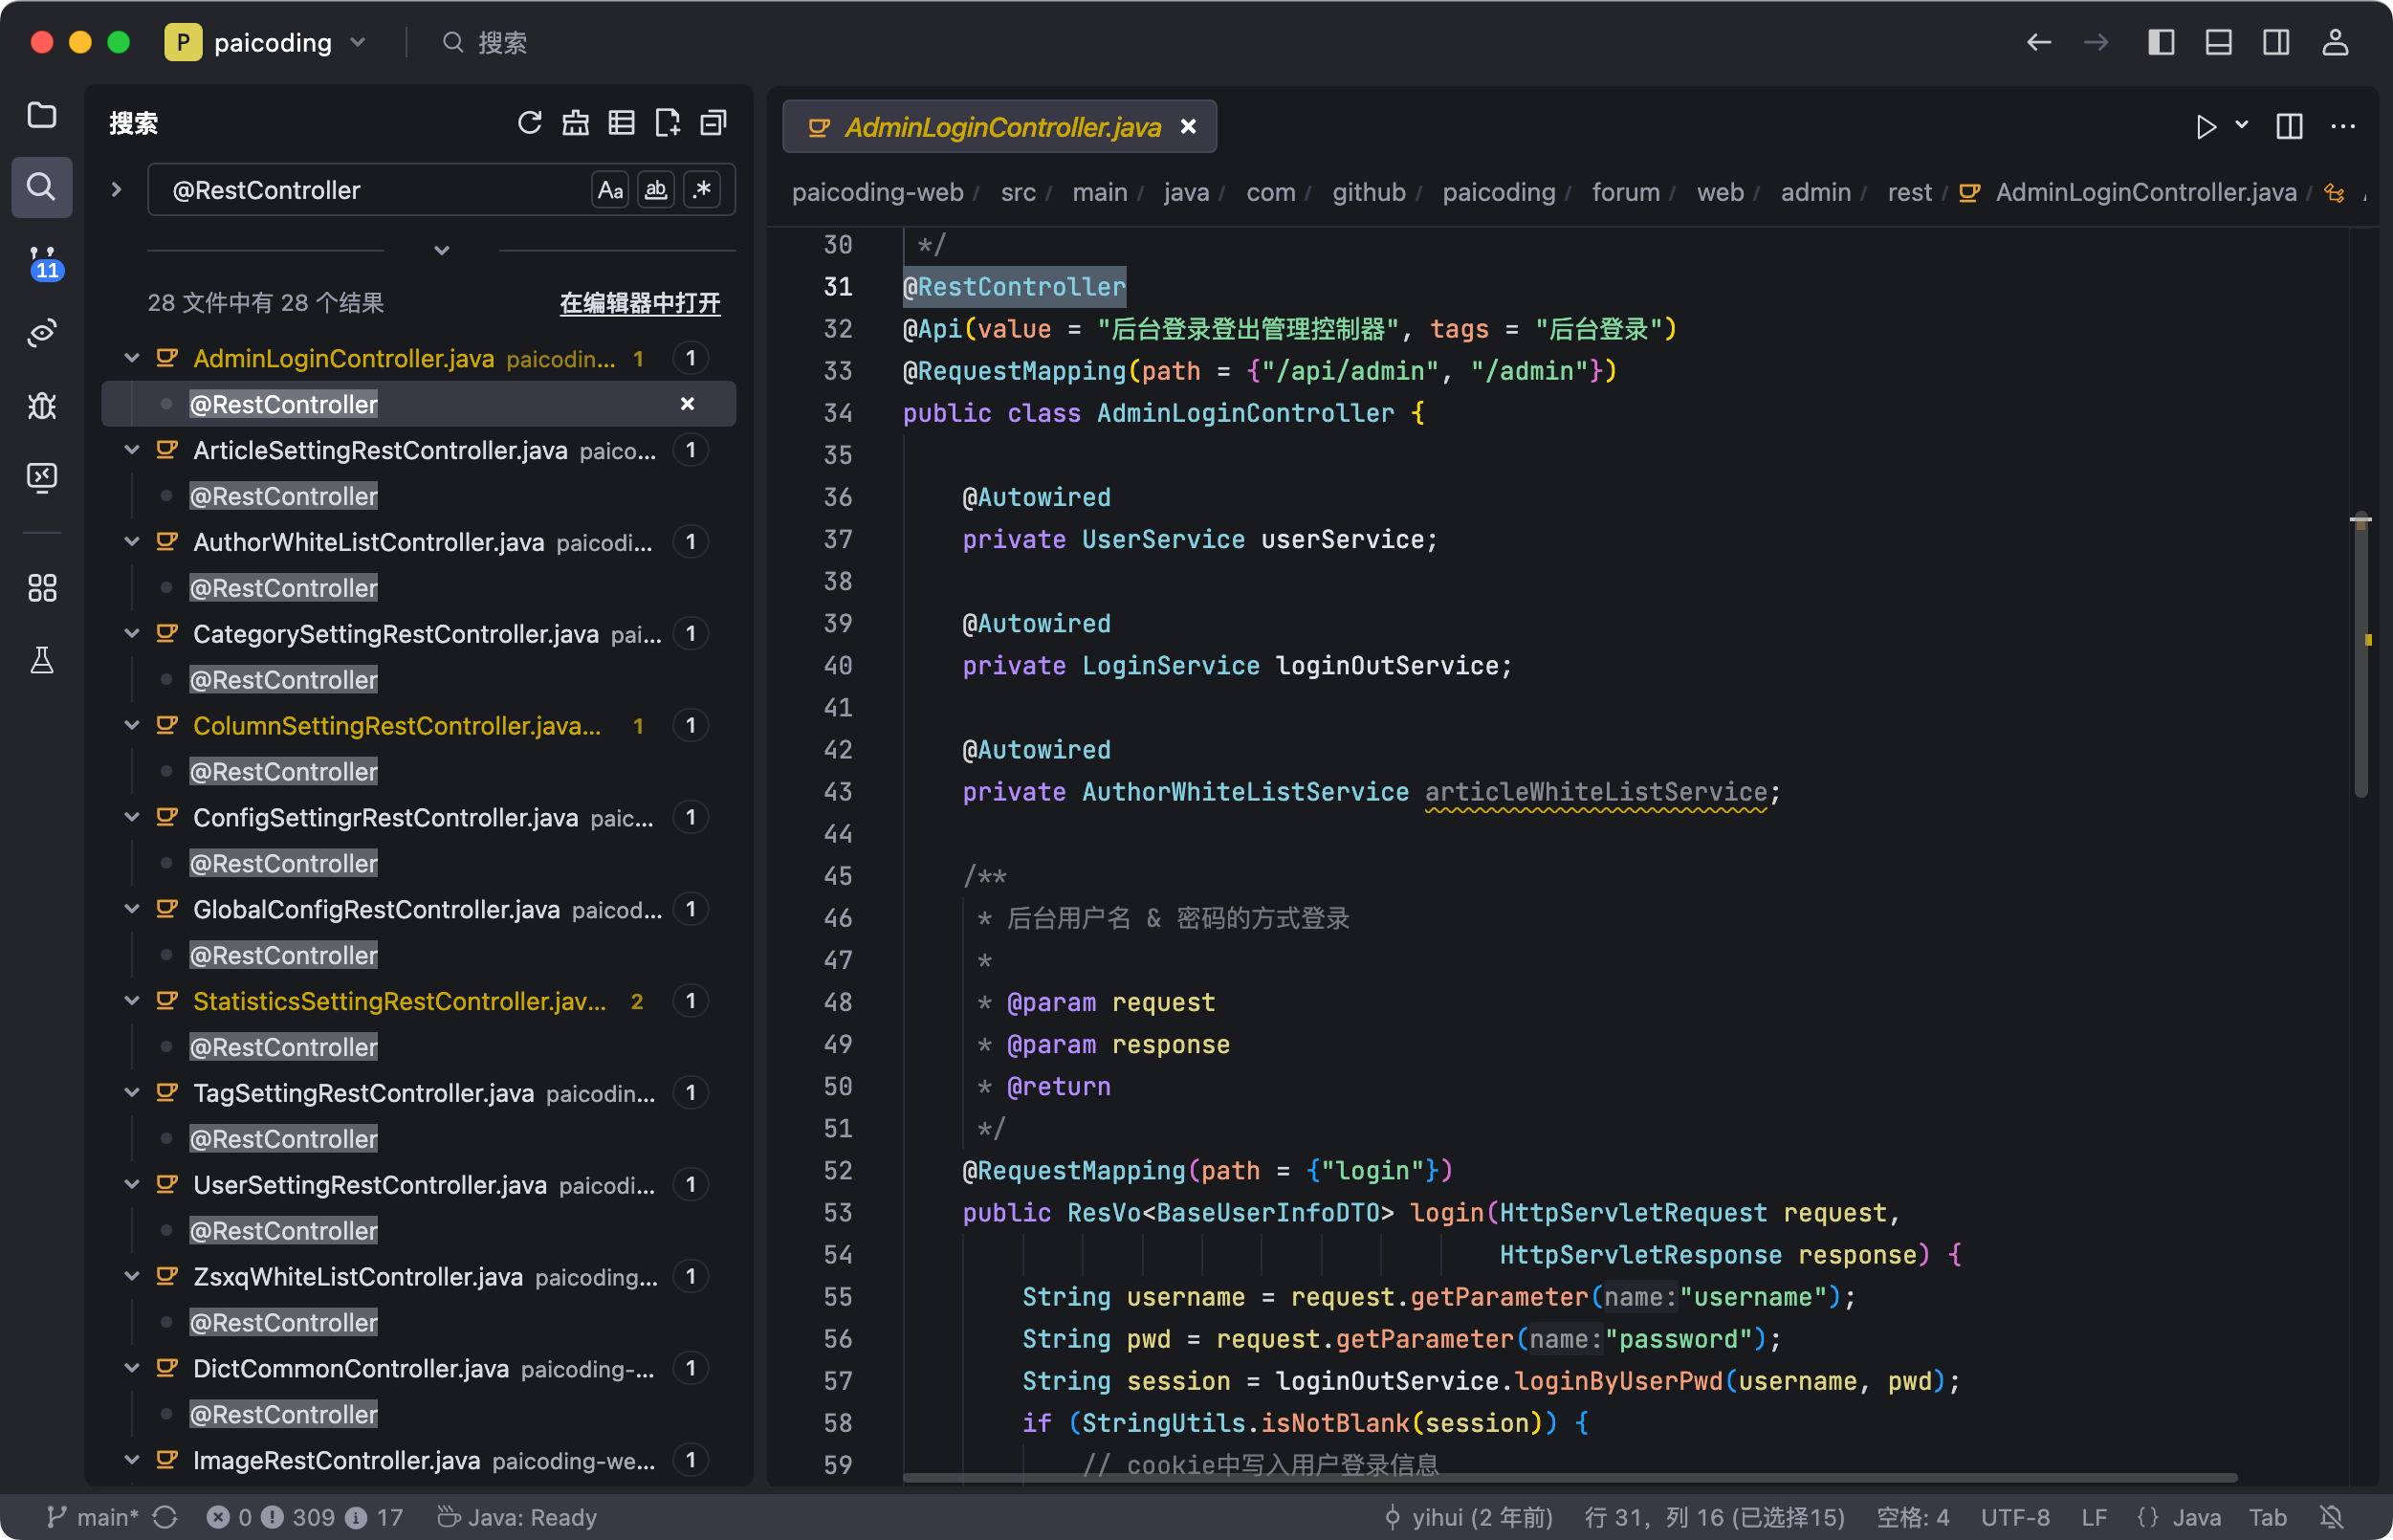 P paicoding 搜索
搜索
@RestController Aa ab .*
28 文件中有 28 个结果 在编辑器中打开
AdminLoginController.java paicodin... 1 1
@RestController
ArticleSettingRestController.java paico... 1
@RestController
AuthorWhiteListController.java paicodi... 1
@RestController
CategorySettingRestController.java pai... 1
@RestController
ColumnSettingRestController.java... 1 1
@RestController
ConfigSettingrRestController.java paic... 1
@RestController
GlobalConfigRestController.java paicod... 1
@RestController
StatisticsSettingRestController.jav... 2 1
@RestController
TagSettingRestController.java paicodin... 1
@RestController
UserSettingRestController.java paicodi... 1
@RestController
ZsxqWhiteListController.java paicoding... 1
@RestController
DictCommonController.java paicoding-... 1
@RestController
ImageRestController.java paicoding-we... 1
11
AdminLoginController.java
paicoding-web / src / main / java / com / github / paicoding / forum / web / admin / rest / AdminLoginController.java /
30 */
31 @RestController
32 @Api(value = "后台登录登出管理控制器", tags = "后台登录")
33 @RequestMapping(path = {"/api/admin", "/admin"})
34 public class AdminLoginController {
35
36 @Autowired
37 private UserService userService;
38
39 @Autowired
40 private LoginService loginOutService;
41
42 @Autowired
43 private AuthorWhiteListService articleWhiteListService;
44
45 /**
46 * 后台用户名 & 密码的方式登录
47 *
48 * @param request
49 * @param response
50 * @return
51 */
52 @RequestMapping(path = {"login"})
53 public ResVo<BaseUserInfoDTO> login(HttpServletRequest request,
54 HttpServletResponse response) {
55 String username = request.getParameter(name:"username");
56 String pwd = request.getParameter(name:"password");
57 String session = loginOutService.loginByUserPwd(username, pwd);
58 if (StringUtils.isNotBlank(session)) {
59 // cookie中写入用户登录信息
main* 0 309 17 Java: Ready yihui (2 年前) 行 31，列 16 (已选择15) 空格: 4 UTF-8 LF {} Java Tab